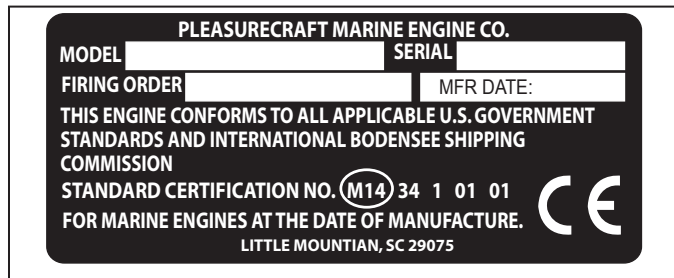 PLEASURECRAFT MARINE ENGINE CO.
MODEL SERIAL
FIRING ORDER MFR DATE:
THIS ENGINE CONFORMS TO ALL APPLICABLE U.S. GOVERNMENT
STANDARDS AND INTERNATIONAL BODENSEE SHIPPING
COMMISSION
STANDARD CERTIFICATION NO. M14 34 1 01 01
FOR MARINE ENGINES AT THE DATE OF MANUFACTURE.
CE
LITTLE MOUNTIAN, SC 29075